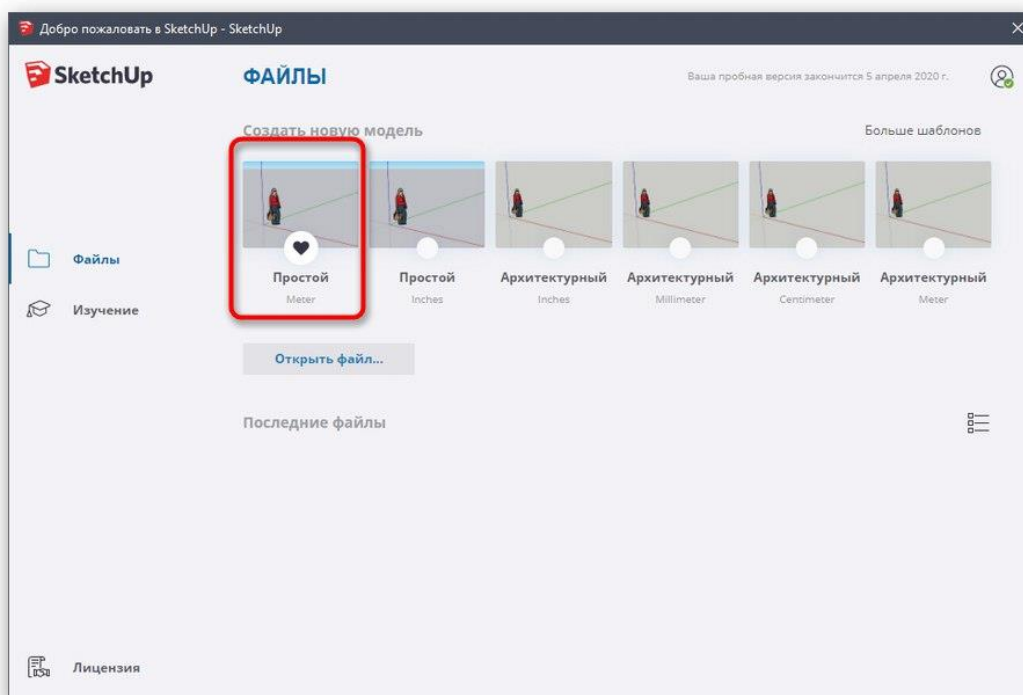 Добро пожаловать в SketchUp - SketchUp
SketchUp
ФАЙЛЫ
Ваша пробная версия закончится 5 апреля 2020 г.
Создать новую модель
Больше шаблонов
Простой
Meter
Простой
Inches
Архитектурный
Inches
Архитектурный
Millimeter
Архитектурный
Centimeter
Архитектурный
Meter
Файлы
Изучение
Открыть файл...
Последние файлы
Лицензия